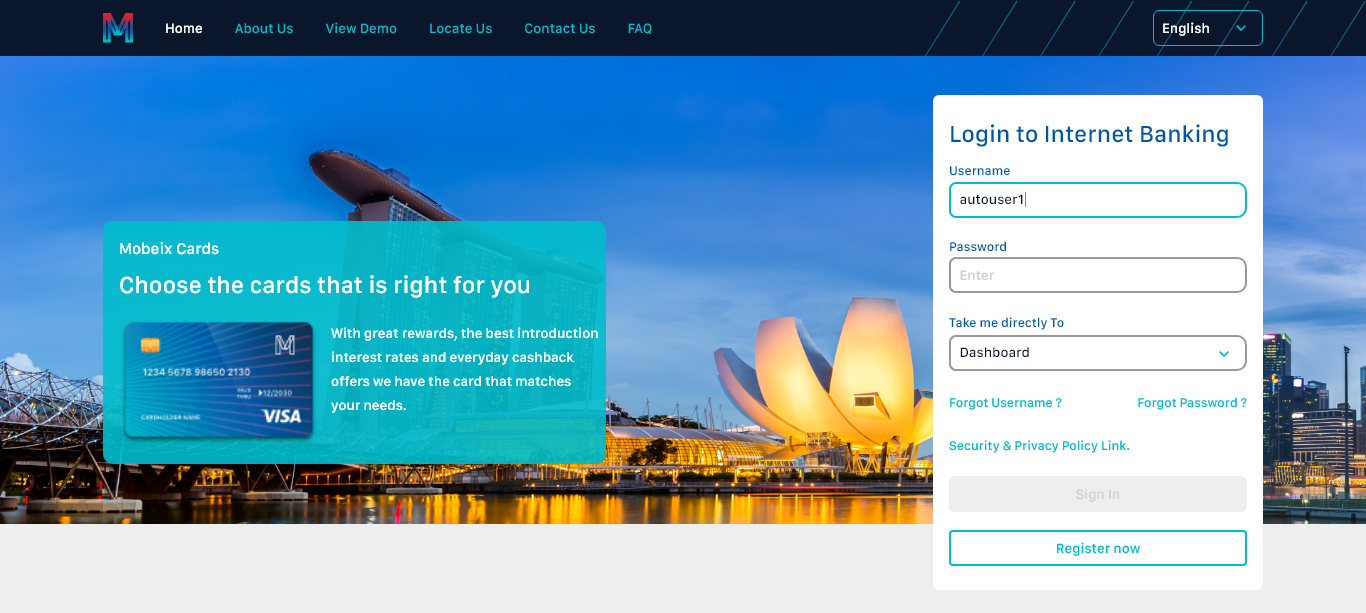 Home About Us View Demo Locate Us Contact Us FAQ English
Login to Internet Banking
Username
autouser1
Password
Enter
Take me directly To
Dashboard
Forgot Username ? Forgot Password ?
Security & Privacy Policy Link.
Sign In
Register now
Mobeix Cards
Choose the cards that is right for you
With great rewards, the best introduction
interest rates and everyday cashback
offers we have the card that matches
your needs.
1234 5678 98650 2130
VALID
THRU 12/2030
CARDHOLDER NAME
VISA